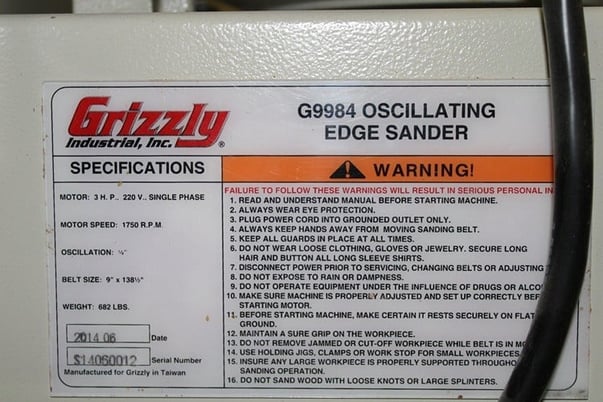 Grizzly
Industrial, Inc.®
G9984 OSCILLATING
EDGE SANDER
SPECIFICATIONS
MOTOR: 3 H. P.. 220 V.. SINGLE PHASE
MOTOR SPEED: 1750 R.P.M.
OSCILLATION: ¼"
BELT SIZE: 9" x 138½"
WEIGHT: 682 LBS.
2014 06 Date
Serial Number
Manufactured for Grizzly in Taiwan
WARNING!
FAILURE TO FOLLOW THESE WARNINGS WILL RESULT IN SERIOUS PERSONAL IN
1. READ AND UNDERSTAND MANUAL BEFORE STARTING MACHINE.
2. ALWAYS WEAR EYE PROTECTION.
3. PLUG POWER CORD INTO GROUNDED OUTLET ONLY.
4. ALWAYS KEEP HANDS AWAY FROM MOVING SANDING BELT.
5. KEEP ALL GUARDS IN PLACE AT ALL TIMES.
6. DO NOT WEAR LOOSE CLOTHING, GLOVES OR JEWELRY. SECURE LONG
HAIR AND BUTTON ALL LONG SLEEVE SHIRTS.
7. DISCONNECT POWER PRIOR TO SERVICING, CHANGING BELTS OR ADJUSTING
8. DO NOT EXPOSE TO RAIN OR DAMPNESS.
9. DO NOT OPERATE EQUIPMENT UNDER THE INFLUENCE OF DRUGS OR ALCO
10. MAKE SURE MACHINE IS PROPERLY ADJUSTED AND SET UP CORRECTLY BEF
STARTING MOTOR.
11. BEFORE STARTING MACHINE, MAKE CERTAIN IT RESTS SECURELY ON FLAT
GROUND.
12. MAINTAIN A SURE GRIP ON THE WORKPIECE.
13. DO NOT REMOVE JAMMED OR CUT-OFF WORKPIECE WHILE BELT IS IN MO
14. USE HOLDING JIGS, CLAMPS OR WORK STOP FOR SMALL WORKPIECES
15. INSURE ANY LARGE WORKPIECE IS PROPERLY SUPPORTED THROUGHO
SANDING OPERATION.
16. DO NOT SAND WOOD WITH LOOSE KNOTS OR LARGE SPLINTERS.